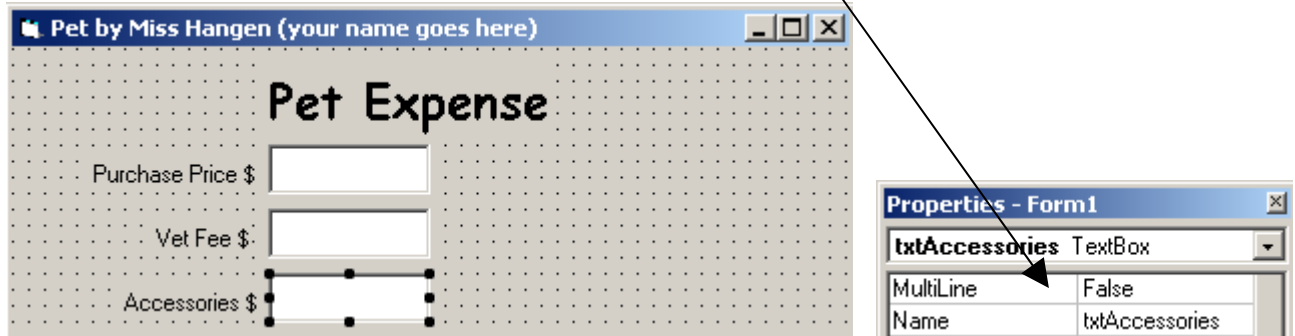 Pet by Miss Hangen (your name goes here)
Pet Expense
Purchase Price $
Vet Fee $
Accessories $
Properties - Form1
txtAccessories TextBox
MultiLine False
Name txtAccessories